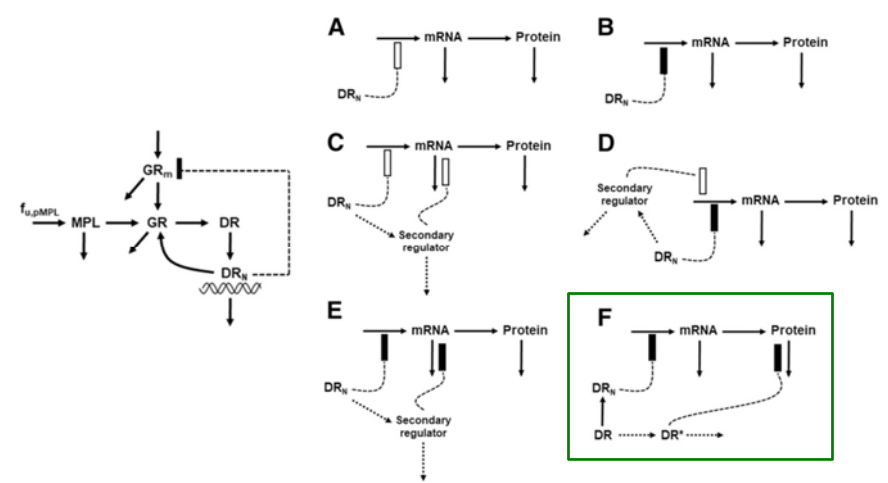 GRm
fu,pMPL
MPL GR DR
DRN
A
mRNA Protein
DRN
B
mRNA Protein
DRN
C
mRNA Protein
DRN
Secondary
regulator
D
Secondary
regulator
mRNA Protein
DRN
E
mRNA Protein
DRN
Secondary
regulator
F
mRNA Protein
DRN
DR DR*